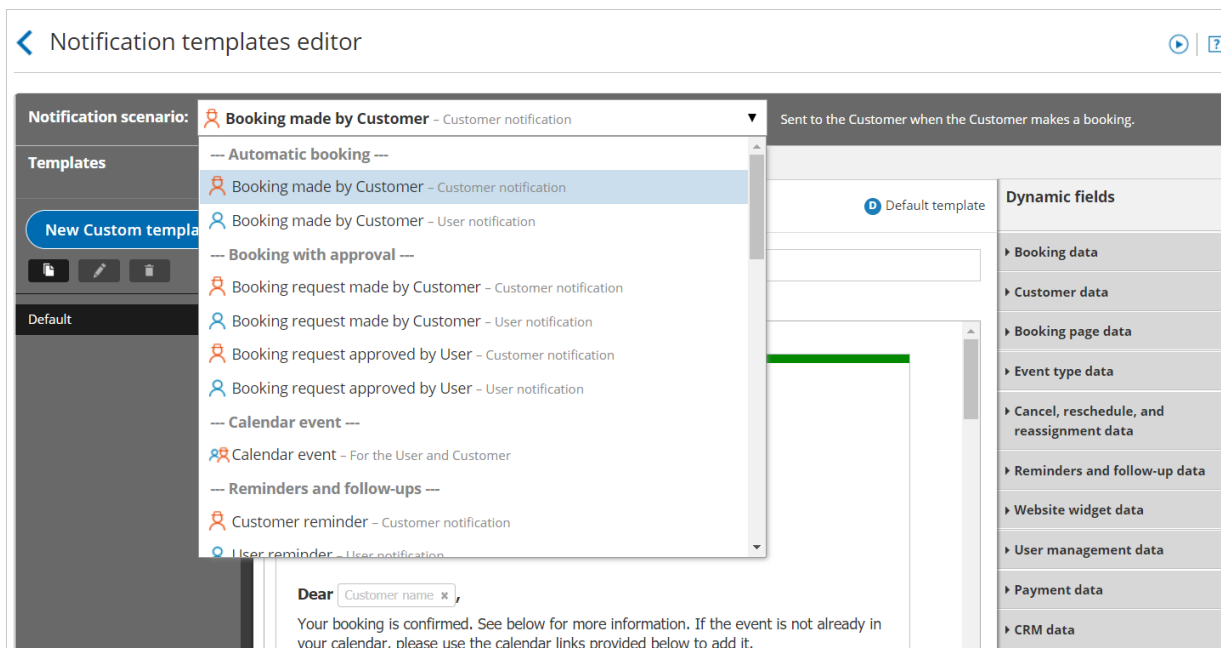 Notification templates editor
Notification scenario:
Booking made by Customer – Customer notification
Sent to the Customer when the Customer makes a booking.
Templates
New Custom templa
Default
--- Automatic booking ---
Booking made by Customer – Customer notification
Booking made by Customer – User notification
--- Booking with approval ---
Booking request made by Customer – Customer notification
Booking request made by Customer – User notification
Booking request approved by User – Customer notification
Booking request approved by User – User notification
--- Calendar event ---
Calendar event – For the User and Customer
--- Reminders and follow-ups ---
Customer reminder – Customer notification
User reminder – User notification
D Default template
Dear Customer name × ,
Your booking is confirmed. See below for more information. If the event is not already in
your calendar, please use the calendar links provided below to add it.
Dynamic fields
Booking data
Customer data
Booking page data
Event type data
Cancel, reschedule, and
reassignment data
Reminders and follow-up data
Website widget data
User management data
Payment data
CRM data